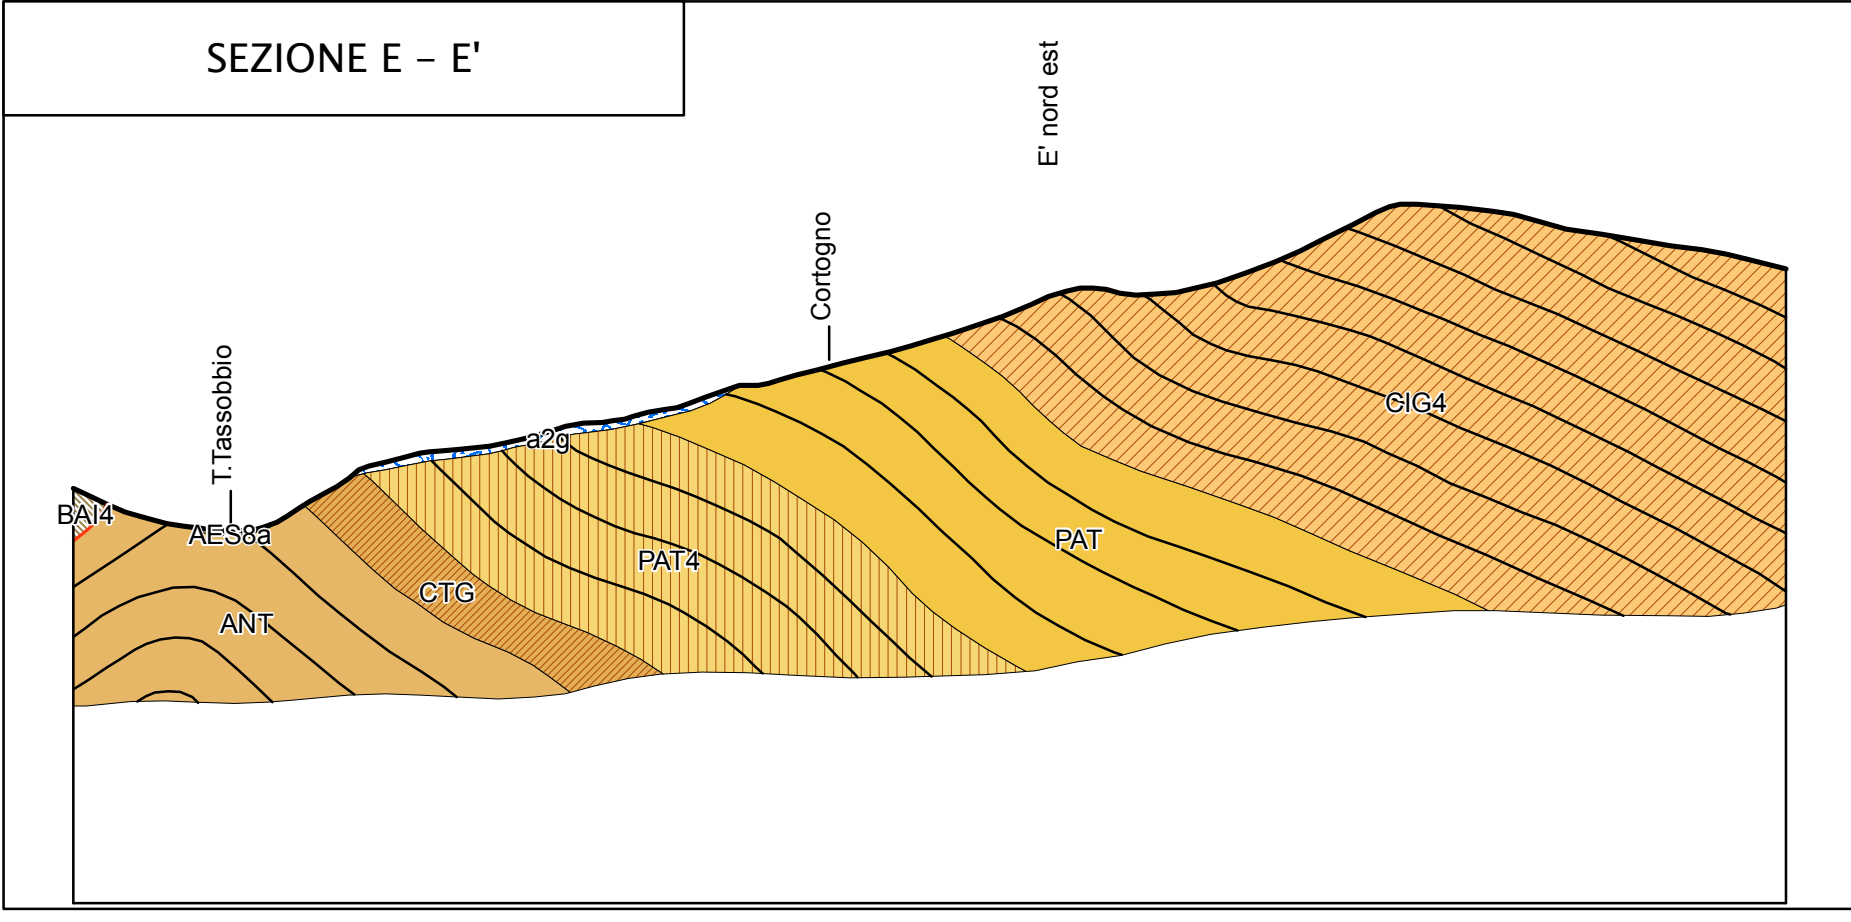 SEZIONE E – E'
E' nord est
Cortogno
T.Tassobbio
CIG4
a2g
BAI4
AES8a
PAT
PAT4
CTG
ANT